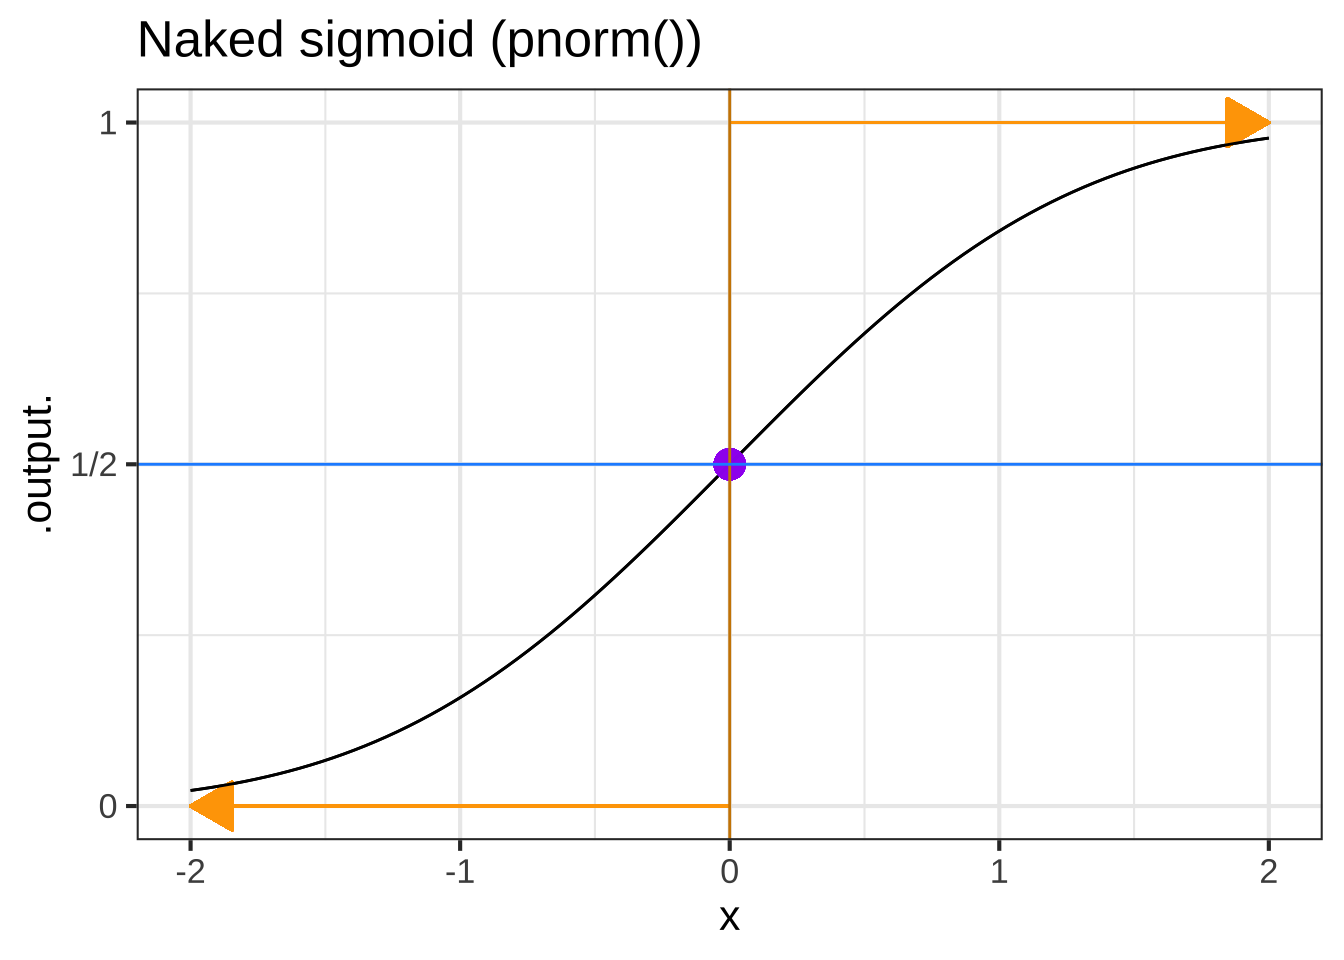 Naked sigmoid (pnorm())
1
1/2
0
.output.
-2 -1 0 1 2
x